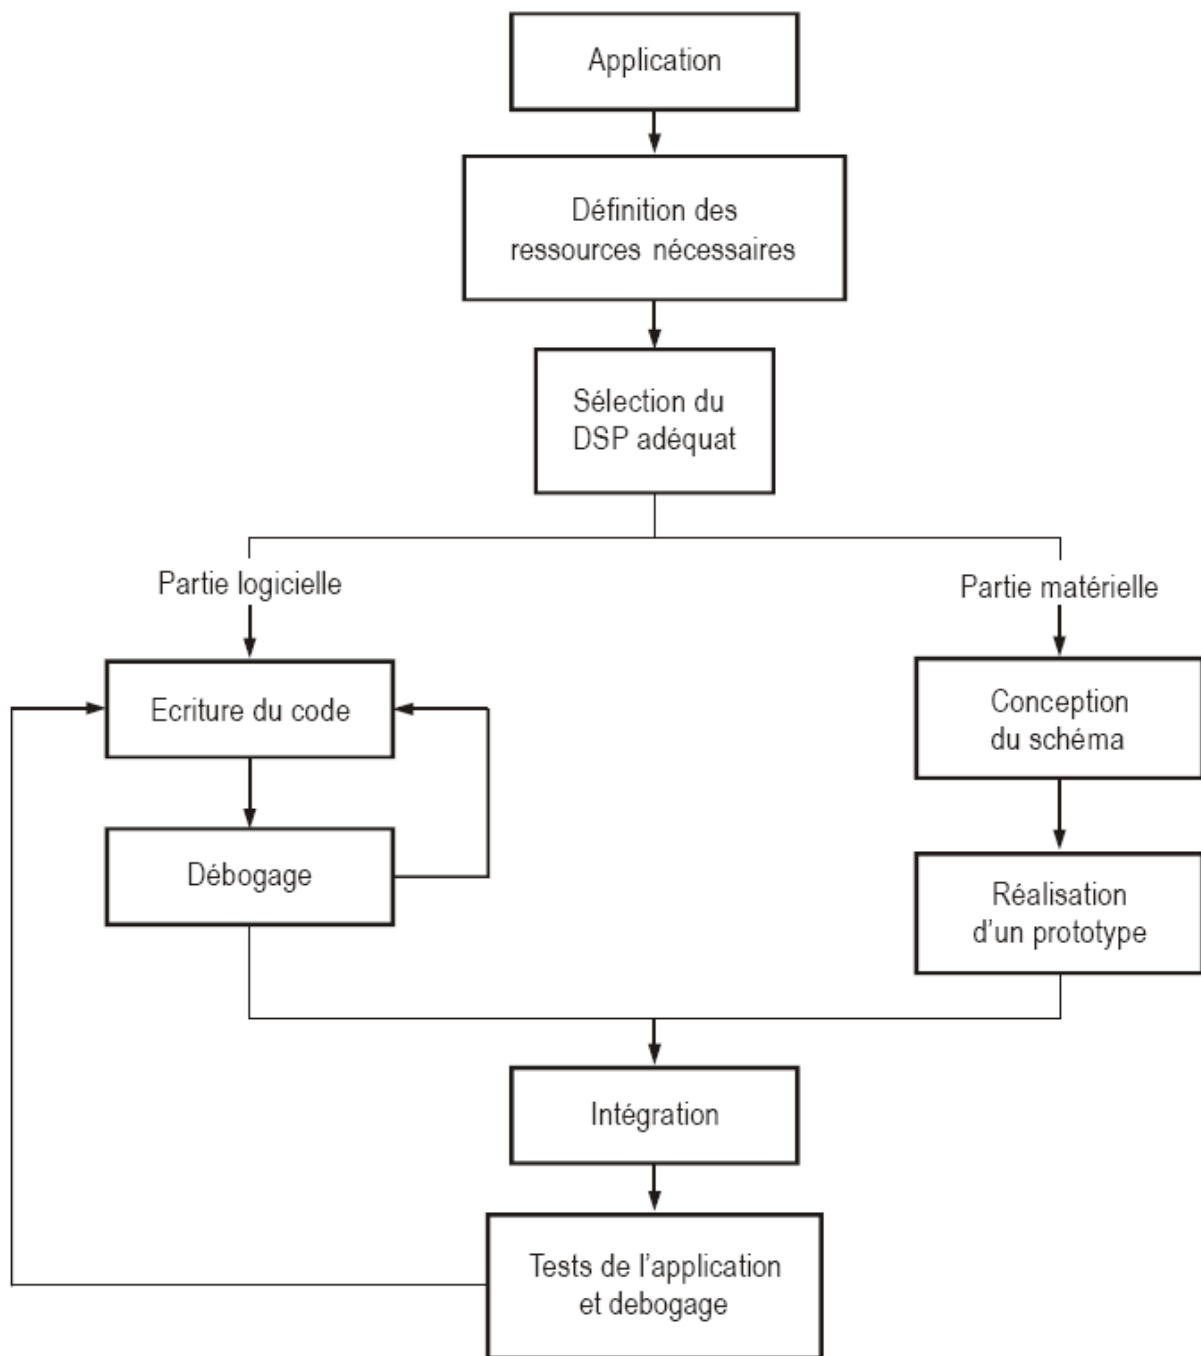 Application
Définition des
ressources nécessaires
Sélection du
DSP adéquat
Partie logicielle
Partie matérielle
Ecriture du code
Conception
du schéma
Débogage
Réalisation
d'un prototype
Intégration
Tests de l'application
et debogage